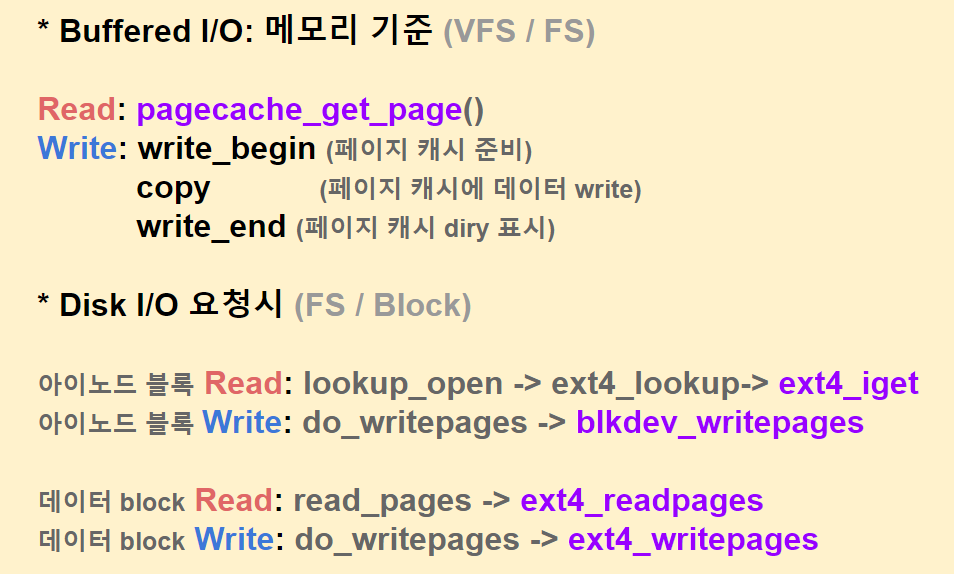 * Buffered I/O: 메모리 기준 (VFS / FS)
Read: pagecache_get_page()
Write: write_begin (페이지 캐시 준비)
copy (페이지 캐시에 데이터 write)
write_end (페이지 캐시 diry 표시)
* Disk I/O 요청시 (FS / Block)
아이노드 블록 Read: lookup_open -> ext4_lookup-> ext4_iget
아이노드 블록 Write: do_writepages -> blkdev_writepages
데이터 block Read: read_pages -> ext4_readpages
데이터 block Write: do_writepages -> ext4_writepages